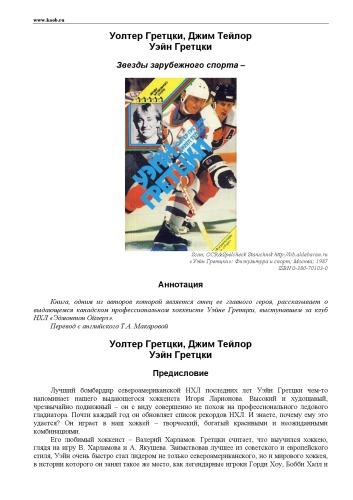 www.koob.ru
Уолтер Гретцки, Джим Тейлор
Уэйн Гретцки
Звезды зарубежного спорта –
УЭЙН
ГРЕТЦКИ
Scan, OCR&Spellcheck Stanichnik http://lib.aldebaran.ru
«Уэйн Гретцки»: Физкультура и спорт; Москва; 1987
ISBN 0-380-70103-0
Аннотация
Книга, одним из авторов которой является отец ее главного героя, рассказывает о
выдающемся канадском профессиональном хоккеисте Уэйне Гретцки, выступавшем за клуб
НХЛ «Эдмонтон Ойлерз».
Перевод с английского Т.А. Макаровой
Уолтер Гретцки, Джим Тейлор
Уэйн Гретцки
Предисловие
Лучший бомбардир североамериканской НХЛ последних лет Уэйн Гретцки чем-то
напоминает нашего выдающегося хоккеиста Игоря Ларионова. Высокий и худощавый,
чрезвычайно подвижный – он с виду совершенно не похож на профессионального ледового
гладиатора. Почти каждый год он обновляет список рекордов НХЛ. И знаете, почему ему это
удается? Он играет в наш хоккей – творческий, богатый красивыми и неожиданными
комбинациями.
Его любимый хоккеист – Валерий Харламов. Гретцки считает, что выучился хоккею,
глядя на игру В. Харламова и А. Якушева. Заимствовав лучшее из советского и европейского
стиля, Уэйн очень быстро стал лидером не только североамериканского, но и мирового хоккея,
в истории которого он занял такое же место, как легендарные игроки Горди Хоу, Бобби Халл и